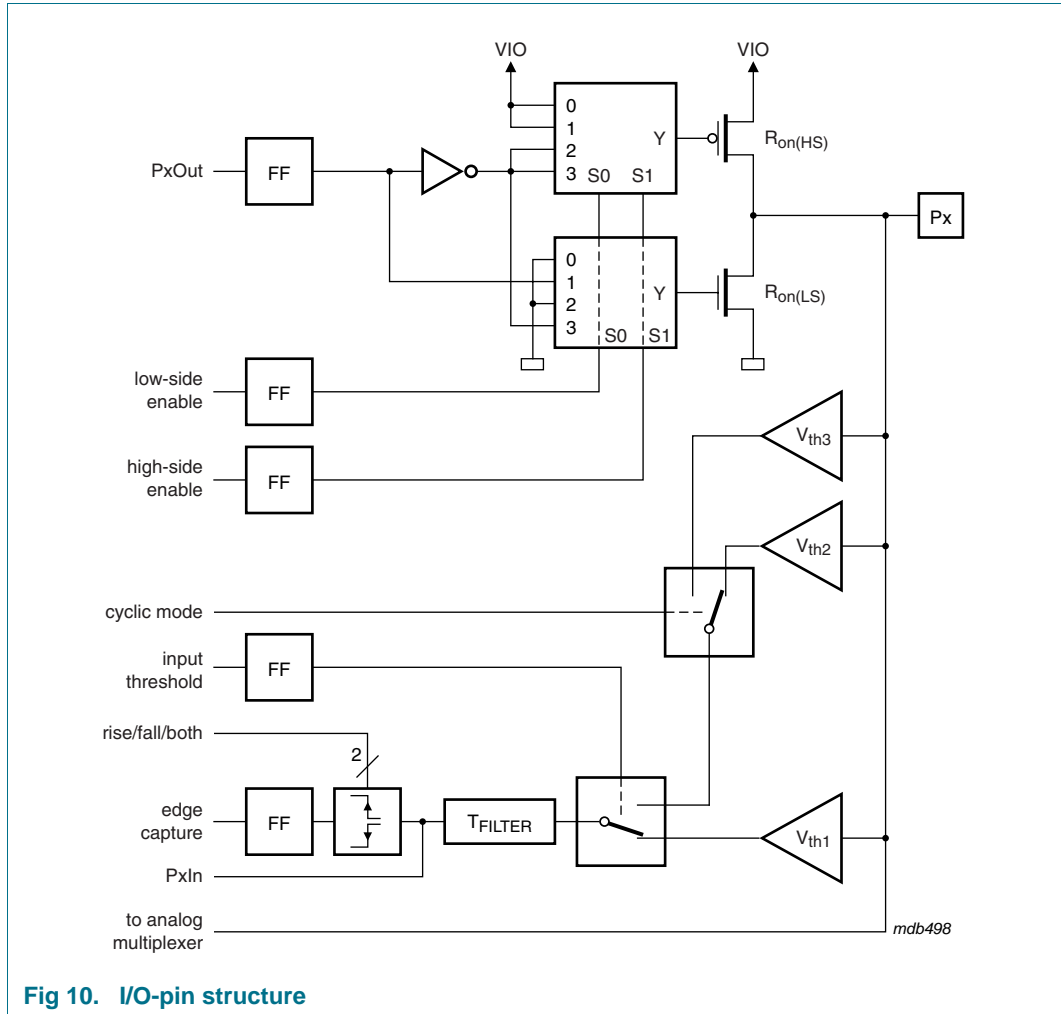 VIO
VIO
0
1
2
3
Y
S0 S1
R_on(HS)
PxOut
FF
Px
0
1
2
3
Y
S0 S1
R_on(LS)
low-side
enable
FF
high-side
enable
FF
V_th3
V_th2
cyclic mode
input
threshold
FF
rise/fall/both
2
edge
capture
FF
T_FILTER
V_th1
PxIn
to analog
multiplexer
mdb498
Fig 10. I/O-pin structure